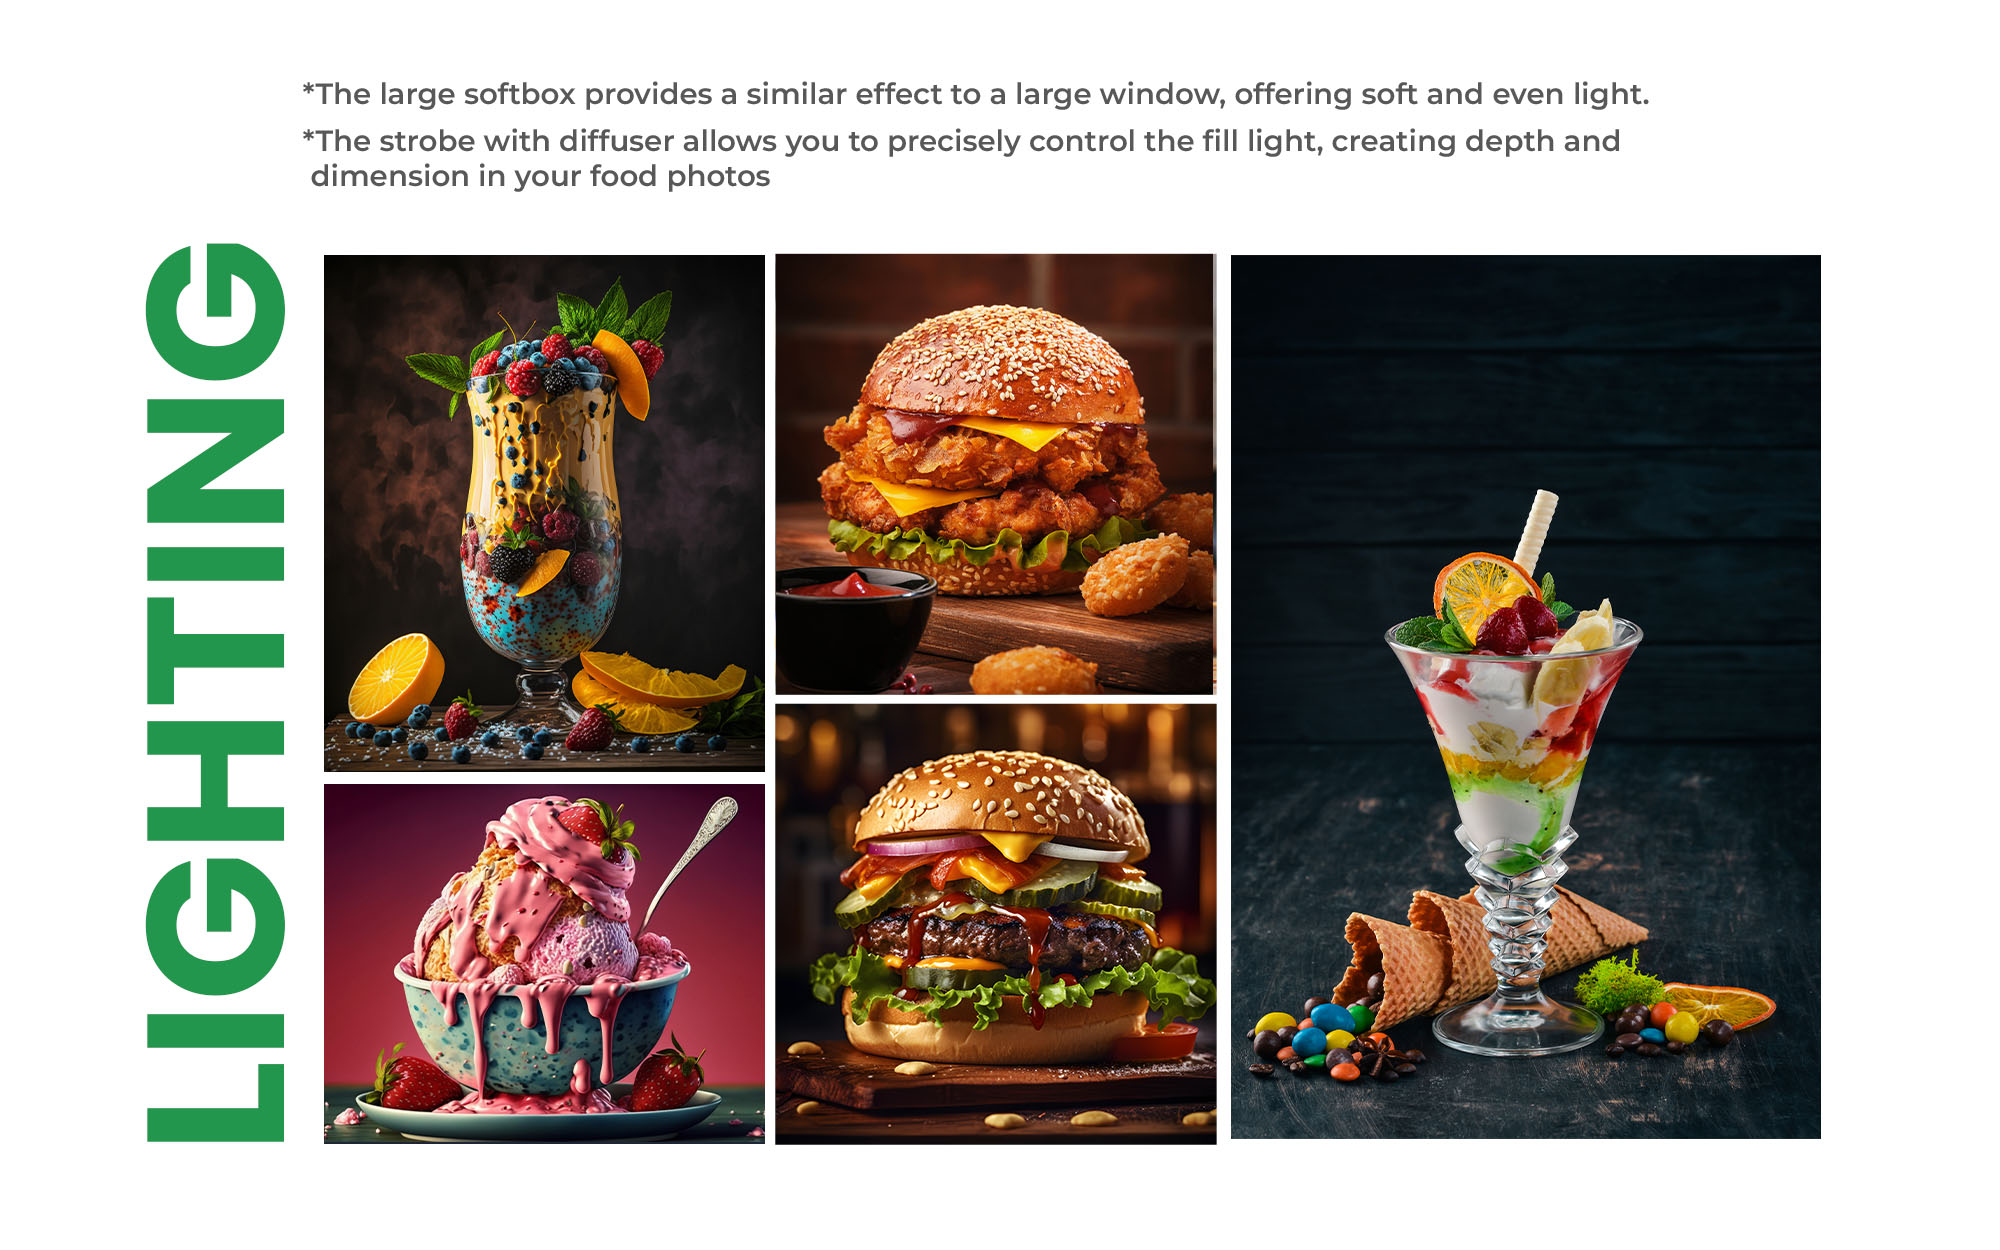 *The large softbox provides a similar effect to a large window, offering soft and even light.
*The strobe with diffuser allows you to precisely control the fill light, creating depth and
dimension in your food photos
LIGHTING